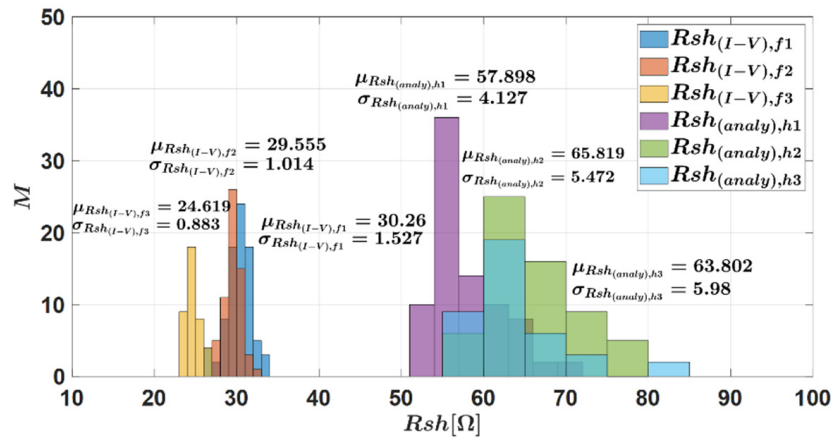 50
40
30
20
10
0
M
10 20 30 40 50 60 70 80 90 100
Rsh[Ω]
μRsh(analy),h1 = 57.898
σRsh(analy),h1 = 4.127
μRsh(I−V),f2 = 29.555
σRsh(I−V),f2 = 1.014
μRsh(analy),h2 = 65.819
σRsh(analy),h2 = 5.472
μRsh(I−V),f3 = 24.619
σRsh(I−V),f3 = 0.883
μRsh(I−V),f1 = 30.26
σRsh(I−V),f1 = 1.527
μRsh(analy),h3 = 63.802
σRsh(analy),h3 = 5.98
Rsh(I−V),f1
Rsh(I−V),f2
Rsh(I−V),f3
Rsh(analy),h1
Rsh(analy),h2
Rsh(analy),h3